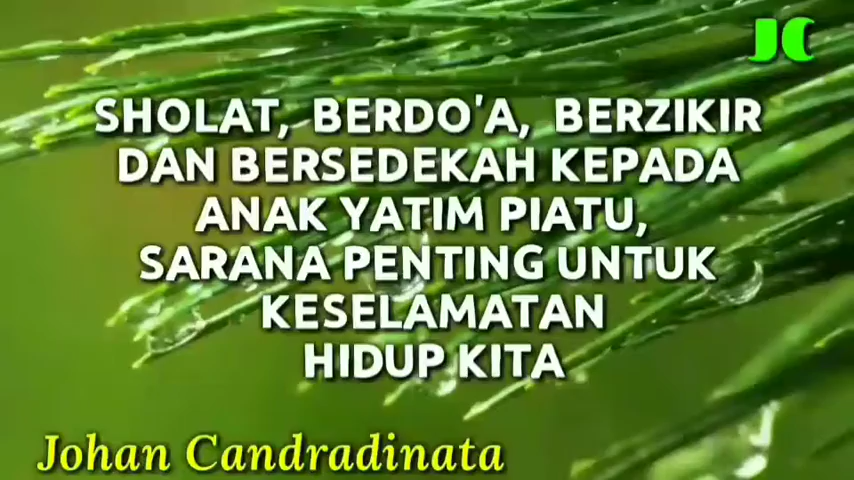 JC
SHOLAT, BERDO'A, BERZIKIR
DAN BERSEDEKAH KEPADA
ANAK YATIM PIATU,
SARANA PENTING UNTUK
KESELAMATAN
HIDUP KITA
Johan Candradinata